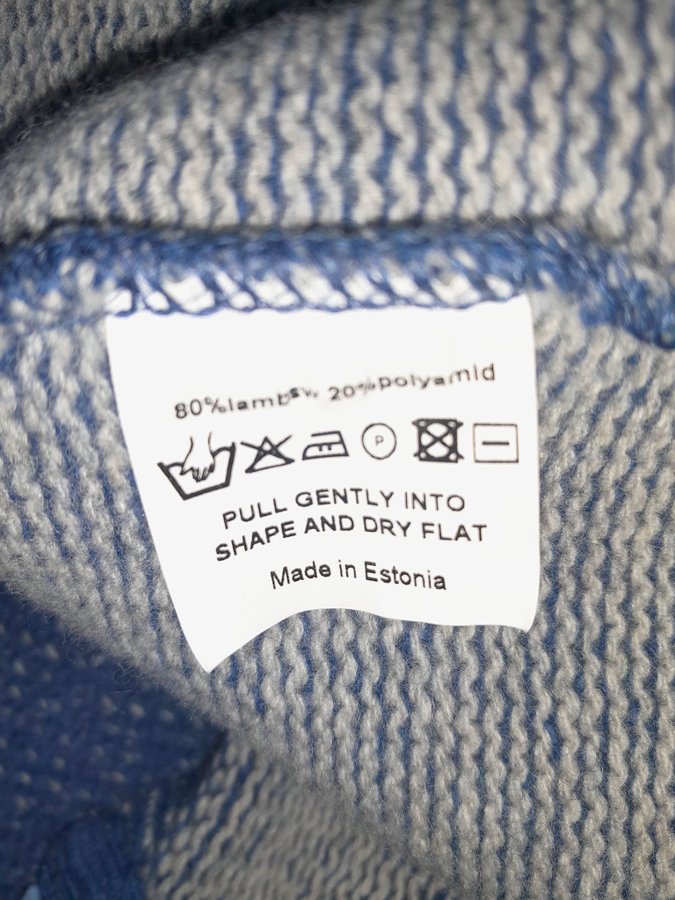 80%lambsw. 20%polyamid
P
PULL GENTLY INTO
SHAPE AND DRY FLAT
Made in Estonia